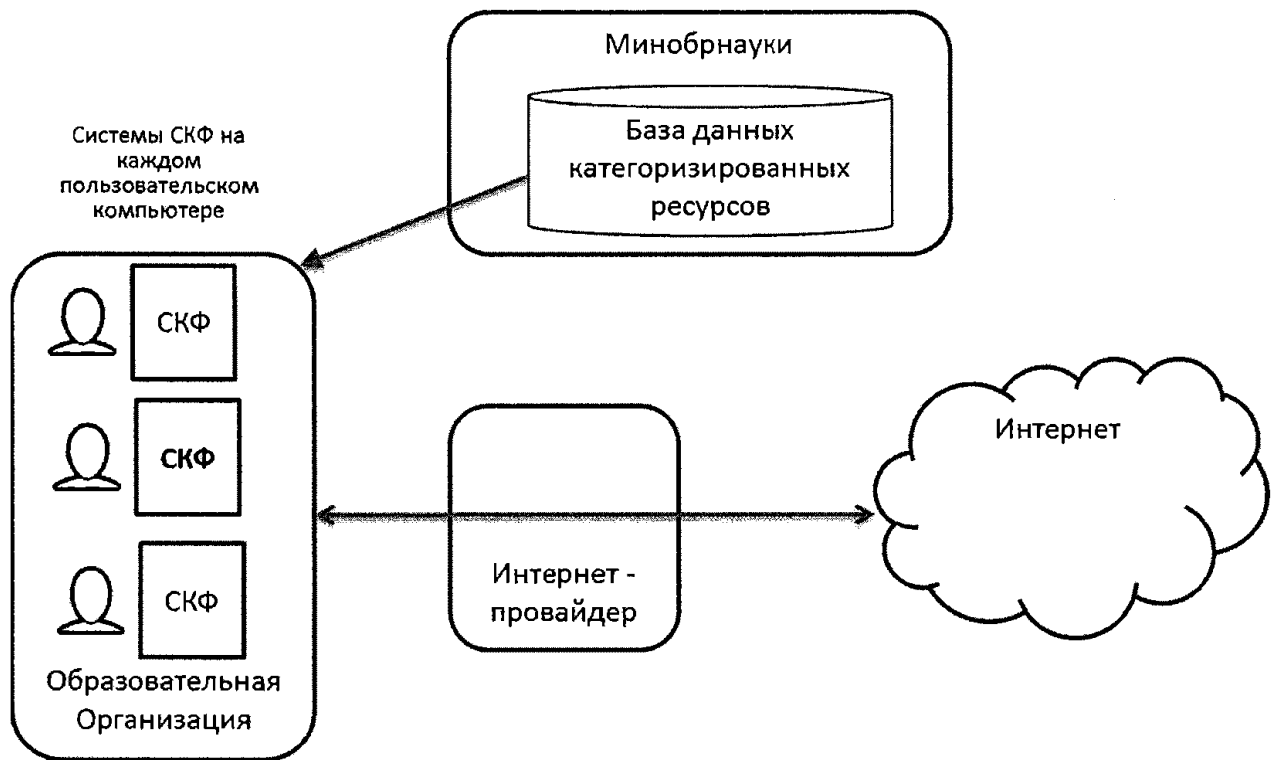 Минобрнауки
База данных
категоризированных
ресурсов
Системы СКФ на
каждом
пользовательском
компьютере
СКФ
СКФ
СКФ
Образовательная
Организация
Интернет -
провайдер
Интернет